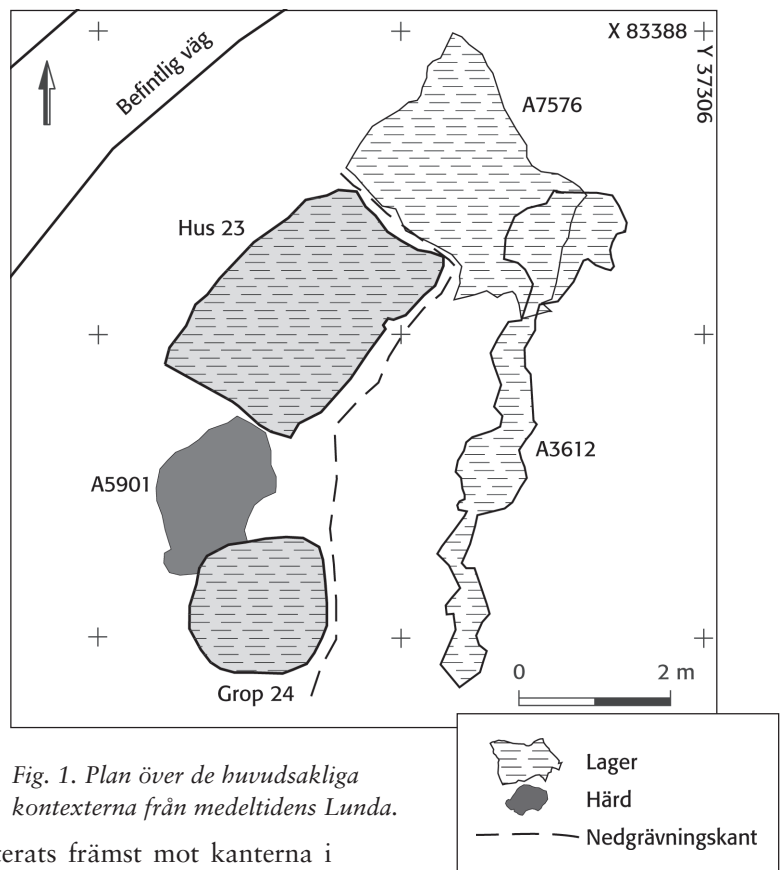 X 83388
Y 37306
Befintlig väg
A7576
Hus 23
A3612
A5901
Grop 24
0 2 m
Lager
Härd
Nedgrävningskant
Fig. 1. Plan över de huvudsakliga
kontexterna från medeltidens Lunda.
terats främst mot kanterna i